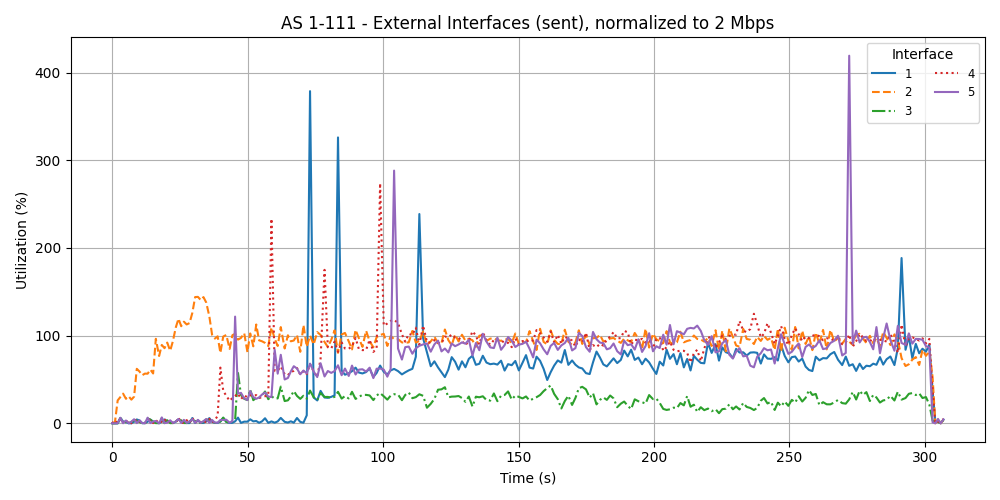 AS 1-111 - External Interfaces (sent), normalized to 2 Mbps
Utilization (%)
400
300
200
100
0
0 50 100 150 200 250 300
Time (s)
Interface
1 4
2 5
3